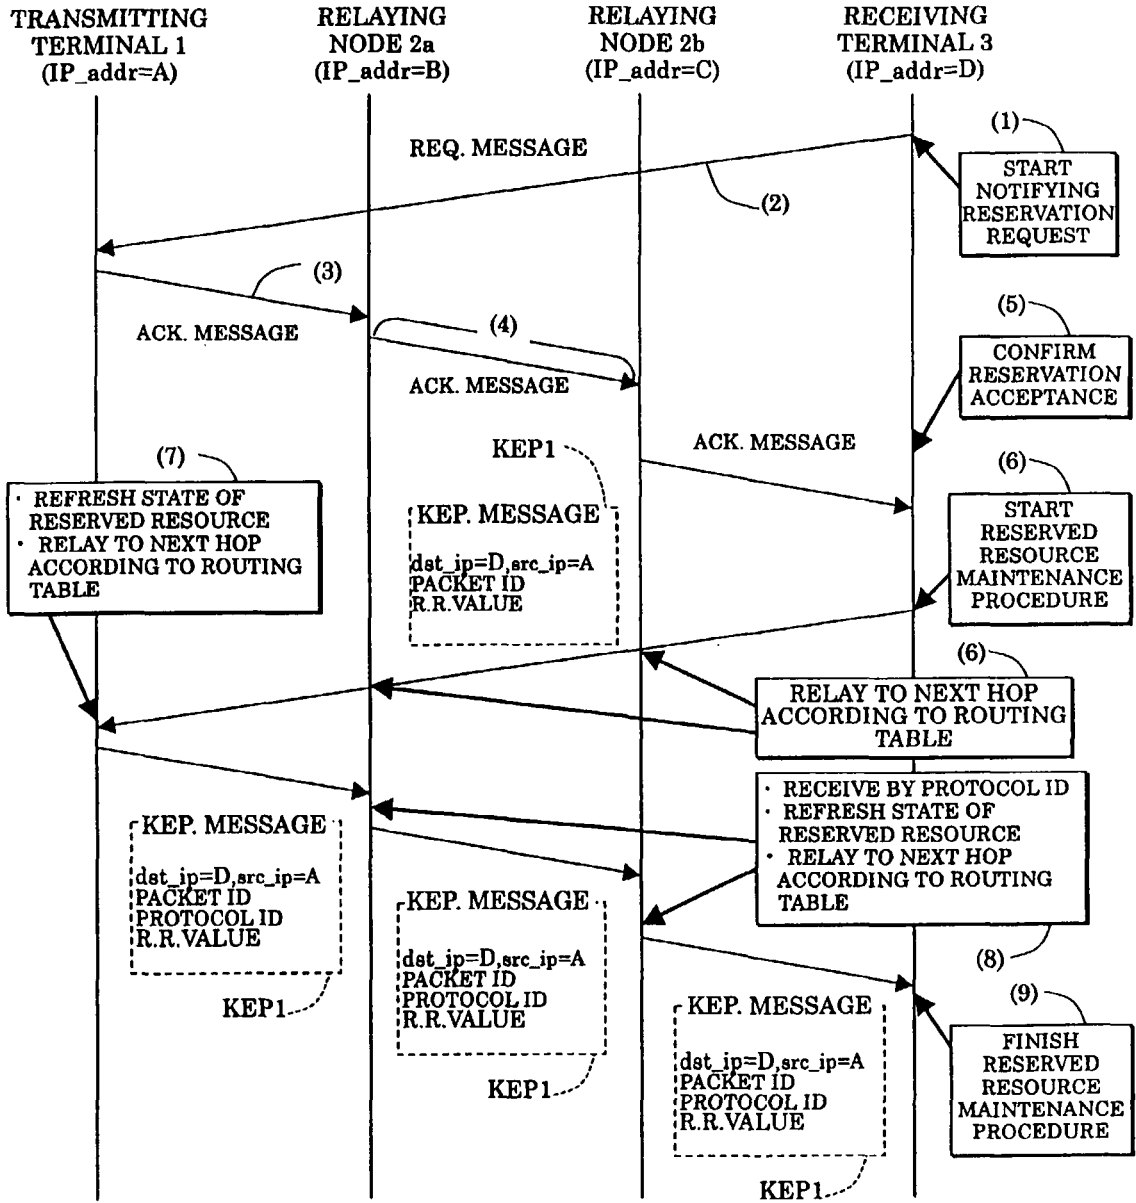 TRANSMITTING
TERMINAL 1
(IP_addr=A)
RELAYING
NODE 2a
(IP_addr=B)
RELAYING
NODE 2b
(IP_addr=C)
RECEIVING
TERMINAL 3
(IP_addr=D)
(1)
START
NOTIFYING
RESERVATION
REQUEST
REQ. MESSAGE
(2)
(3)
ACK. MESSAGE
(4)
ACK. MESSAGE
(5)
CONFIRM
RESERVATION
ACCEPTANCE
ACK. MESSAGE
(6)
START
RESERVED
RESOURCE
MAINTENANCE
PROCEDURE
(7)
· REFRESH STATE OF
RESERVED RESOURCE
· RELAY TO NEXT HOP
ACCORDING TO ROUTING
TABLE
KEP1
KEP. MESSAGE
dst_ip=D,src_ip=A
PACKET ID
R.R.VALUE
(6)
RELAY TO NEXT HOP
ACCORDING TO ROUTING
TABLE
· RECEIVE BY PROTOCOL ID
· REFRESH STATE OF
RESERVED RESOURCE
· RELAY TO NEXT HOP
ACCORDING TO ROUTING
TABLE
(8)
KEP. MESSAGE
dst_ip=D,src_ip=A
PACKET ID
PROTOCOL ID
R.R.VALUE
KEP1
KEP. MESSAGE
dst_ip=D,src_ip=A
PACKET ID
PROTOCOL ID
R.R.VALUE
KEP1
KEP. MESSAGE
dst_ip=D,src_ip=A
PACKET ID
PROTOCOL ID
R.R.VALUE
KEP1
(9)
FINISH
RESERVED
RESOURCE
MAINTENANCE
PROCEDURE